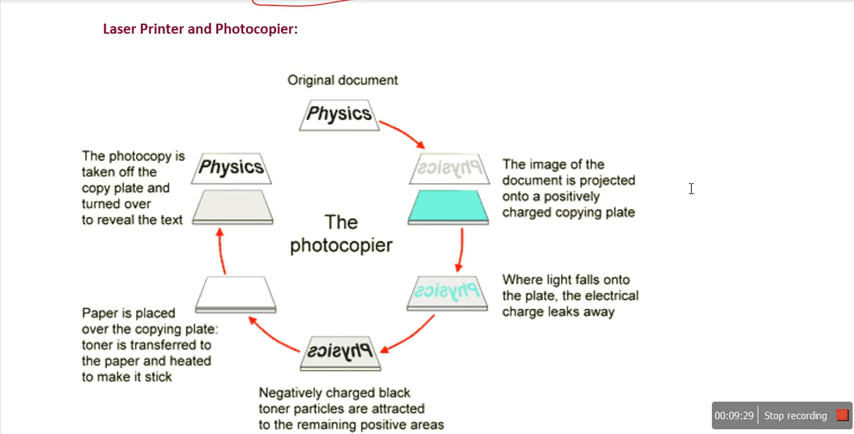 Laser Printer and Photocopier:
Original document
Physics
Physics
The image of the
document is projected
onto a positively
charged copying plate
Where light falls onto
the plate, the electrical
charge leaks away
Physics
Physics
Negatively charged black
toner particles are attracted
to the remaining positive areas
Paper is placed
over the copying plate:
toner is transferred to
the paper and heated
to make it stick
The photocopy is
taken off the
copy plate and
turned over
to reveal the text
Physics
The
photocopier
00:09:29
Stop recording